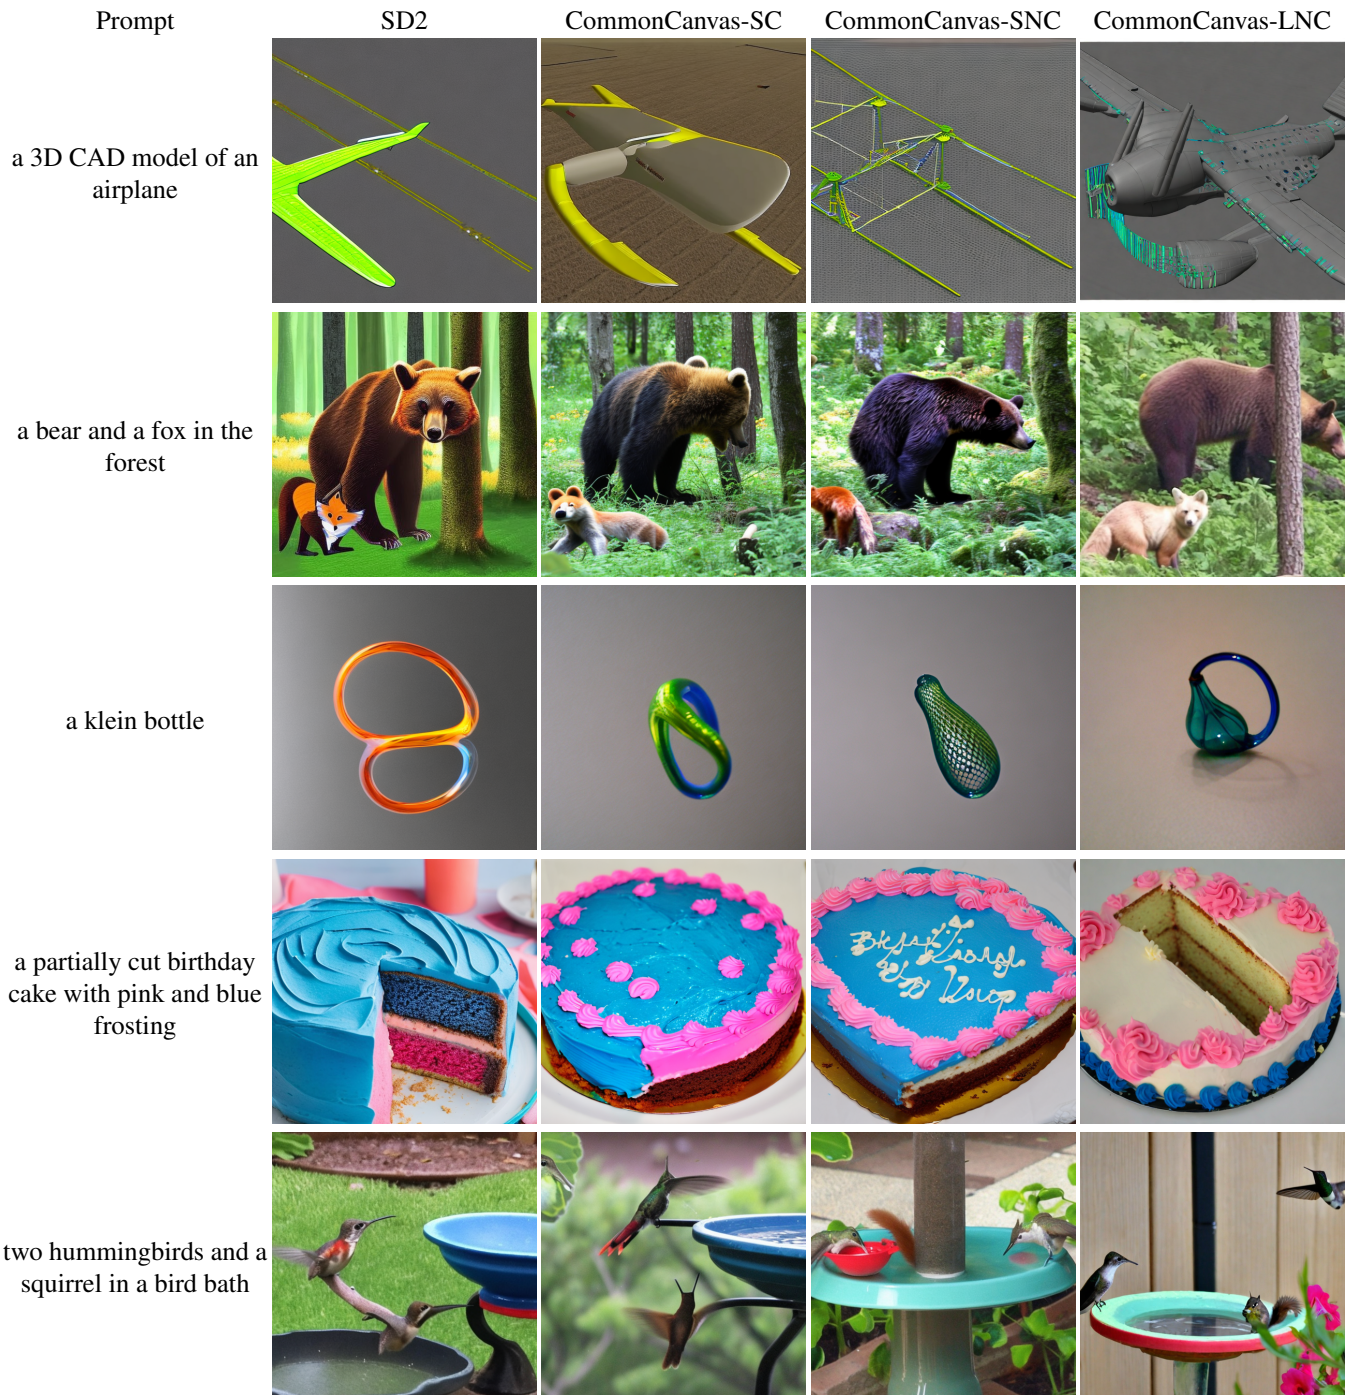 Prompt
SD2
CommonCanvas-SC
CommonCanvas-SNC
CommonCanvas-LNC
a 3D CAD model of an
airplane
a bear and a fox in the
forest
a klein bottle
a partially cut birthday
cake with pink and blue
frosting
two hummingbirds and a
squirrel in a bird bath